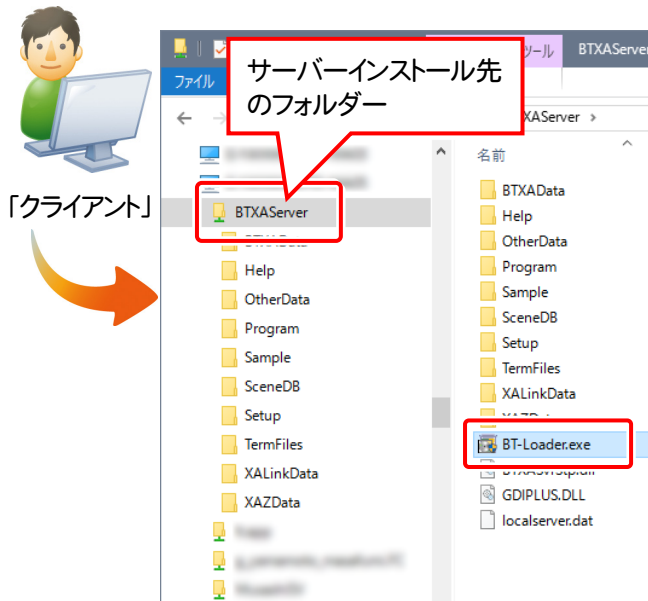 サーバーインストール先
のフォルダー
ール
BTXAServer
ファイル
XAServer
名前
「クライアント」
BTXAServer
Help
OtherData
Program
Sample
SceneDB
Setup
TermFiles
XALinkData
XAZData
BTXAData
Help
OtherData
Program
Sample
SceneDB
Setup
TermFiles
XALinkData
BT-Loader.exe
GDIPLUS.DLL
localserver.dat